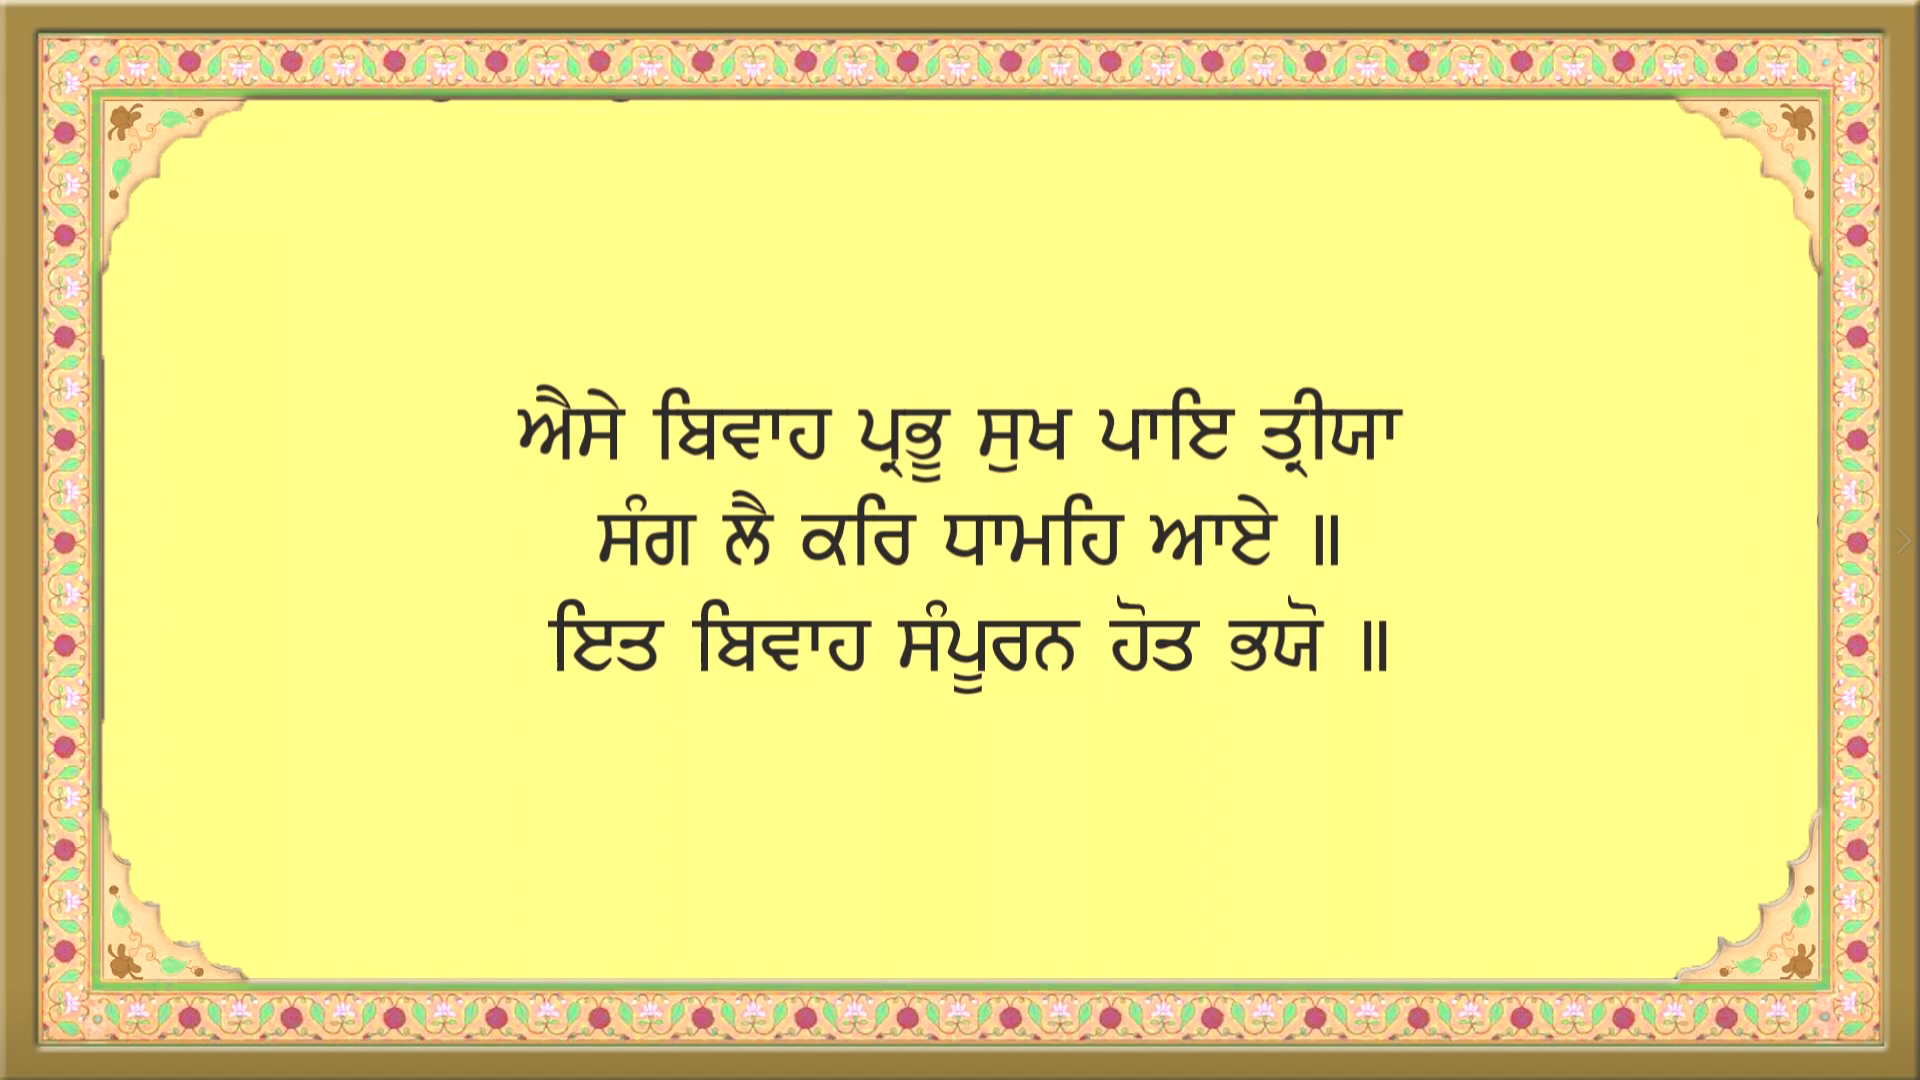 ਐਸੇ ਬਿਵਾਹ ਪ੍ਰਭੂ ਸੁਖ ਪਾਇ ਤ੍ਰੀਯਾ
ਸੰਗ ਲੈ ਕਰਿ ਧਾਮਹਿ ਆਏ ॥
ਇਤ ਬਿਵਾਹ ਸੰਪੂਰਨ ਹੋਤ ਭਯੋ ॥